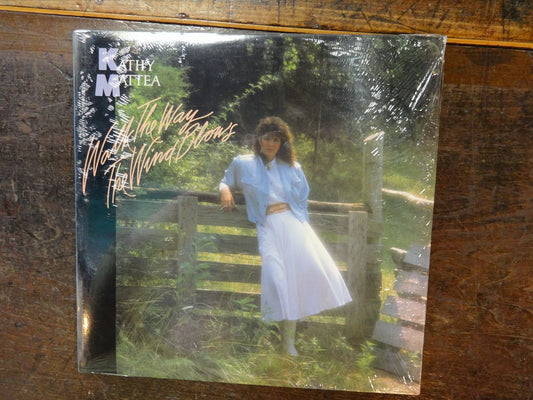 KATHY
MATTEA
Walk The Way
The Wind Blows